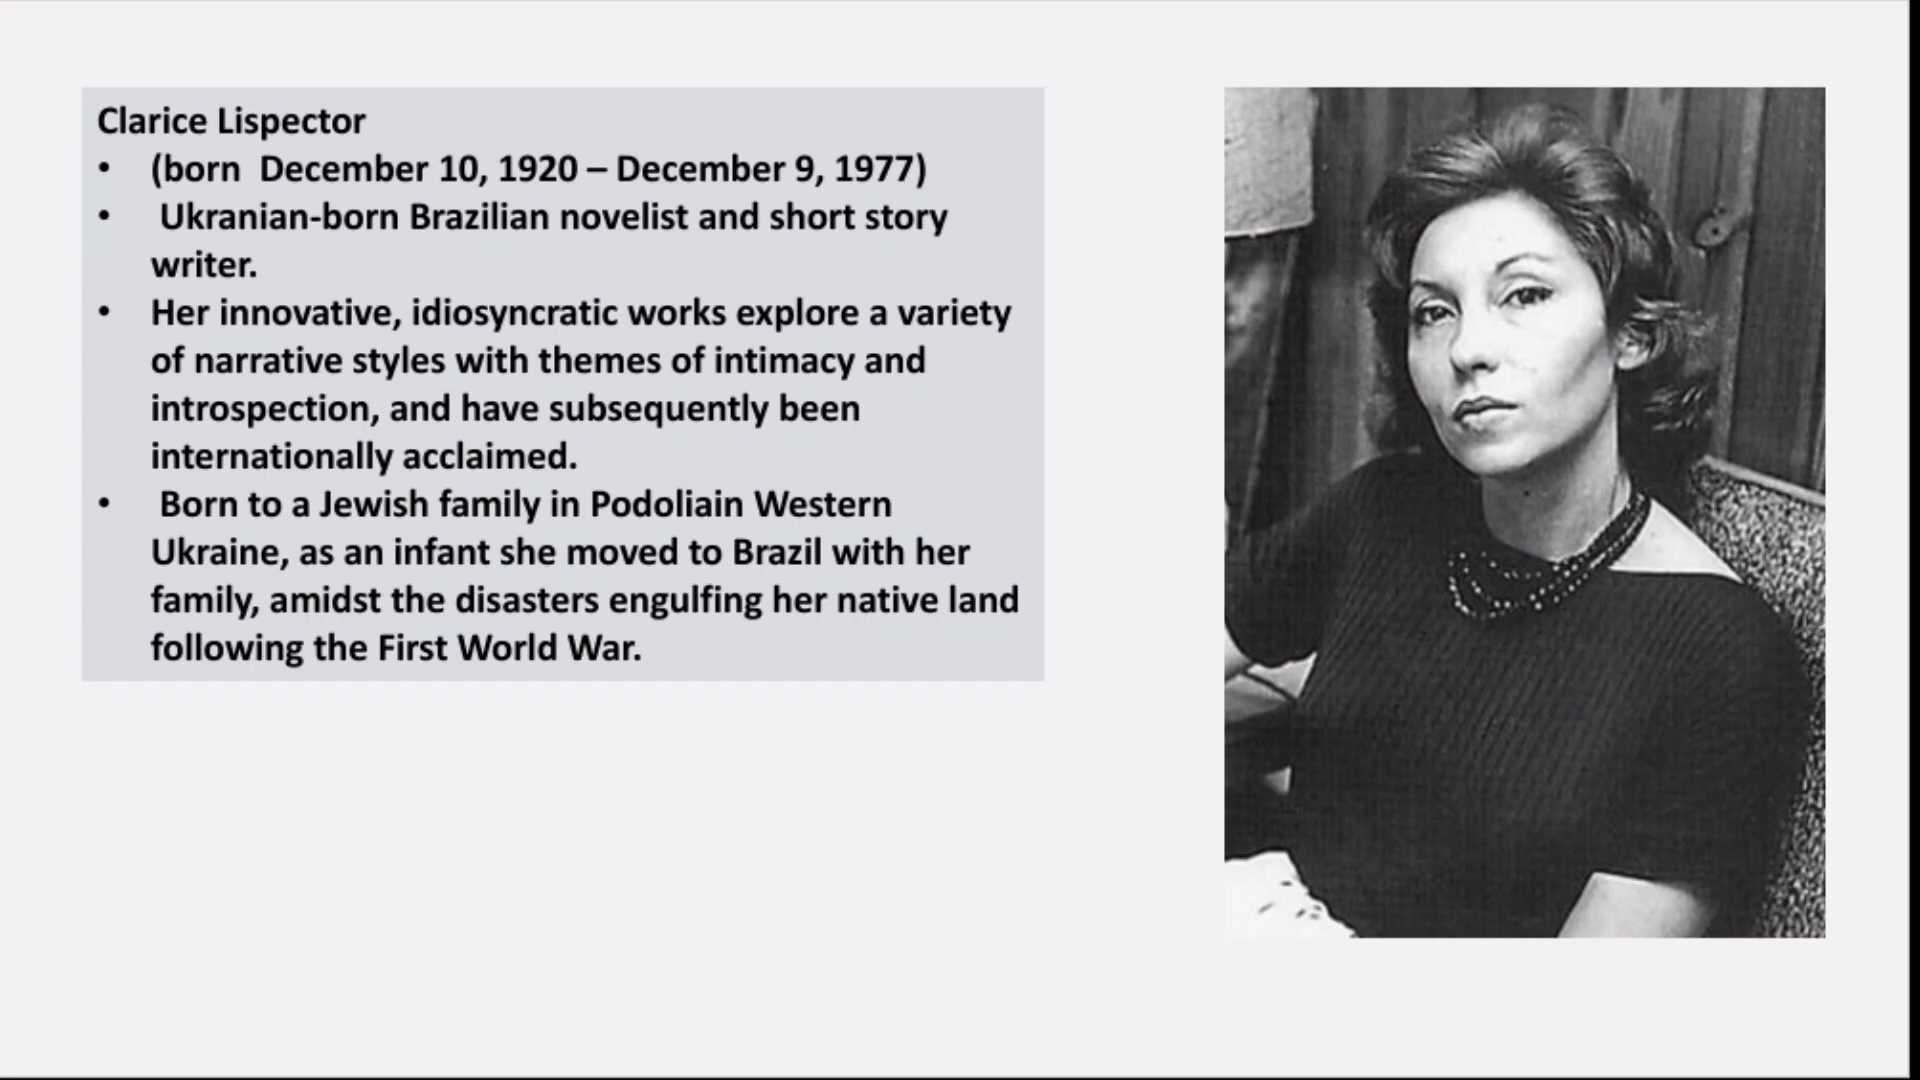 Clarice Lispector
• (born December 10, 1920 – December 9, 1977)
• Ukranian-born Brazilian novelist and short story
writer.
• Her innovative, idiosyncratic works explore a variety
of narrative styles with themes of intimacy and
introspection, and have subsequently been
internationally acclaimed.
• Born to a Jewish family in Podoliain Western
Ukraine, as an infant she moved to Brazil with her
family, amidst the disasters engulfing her native land
following the First World War.